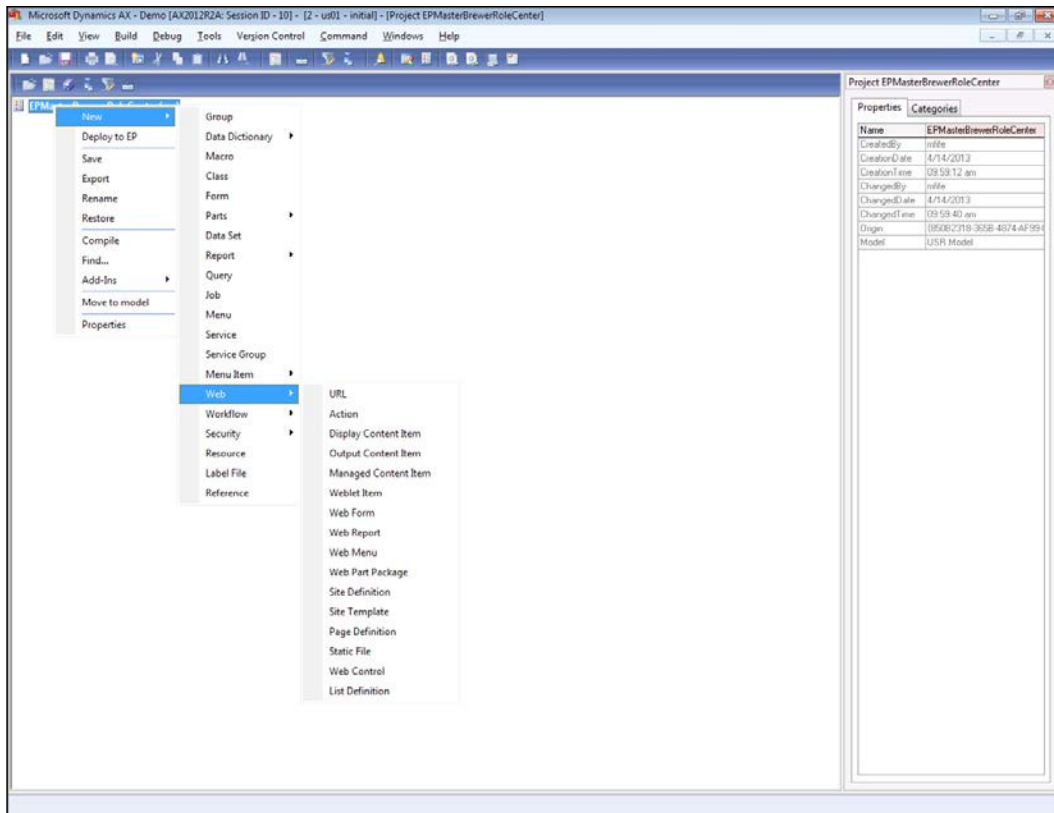 Microsoft Dynamics AX - Demo [AX2012R2A: Session ID - 10] - [2 - us01 - initial] - [Project EPMasterBrewerRoleCenter]
File Edit View Build Debug Tools Version Control Command Windows Help
New
Deploy to EP
Save
Export
Rename
Restore
Compile
Find...
Add-Ins
Move to model
Properties
Group
Data Dictionary
Macro
Class
Form
Parts
Data Set
Report
Query
Job
Menu
Service
Service Group
Menu Item
Web
Workflow
Security
Resource
Label File
Reference
URL
Action
Display Content Item
Output Content Item
Managed Content Item
Weblet Item
Web Form
Web Report
Web Menu
Web Part Package
Site Definition
Site Template
Page Definition
Static File
Web Control
List Definition
Project EPMasterBrewerRoleCenter
Properties Categories
Name EPMasterBrewerRoleCenter
CreatedBy mfife
CreationDate 4/14/2013
CreationTime 09:59:12 am
ChangedBy mfife
ChangedDate 4/14/2013
ChangedTime 09:59:40 am
Origin
Model USR Model